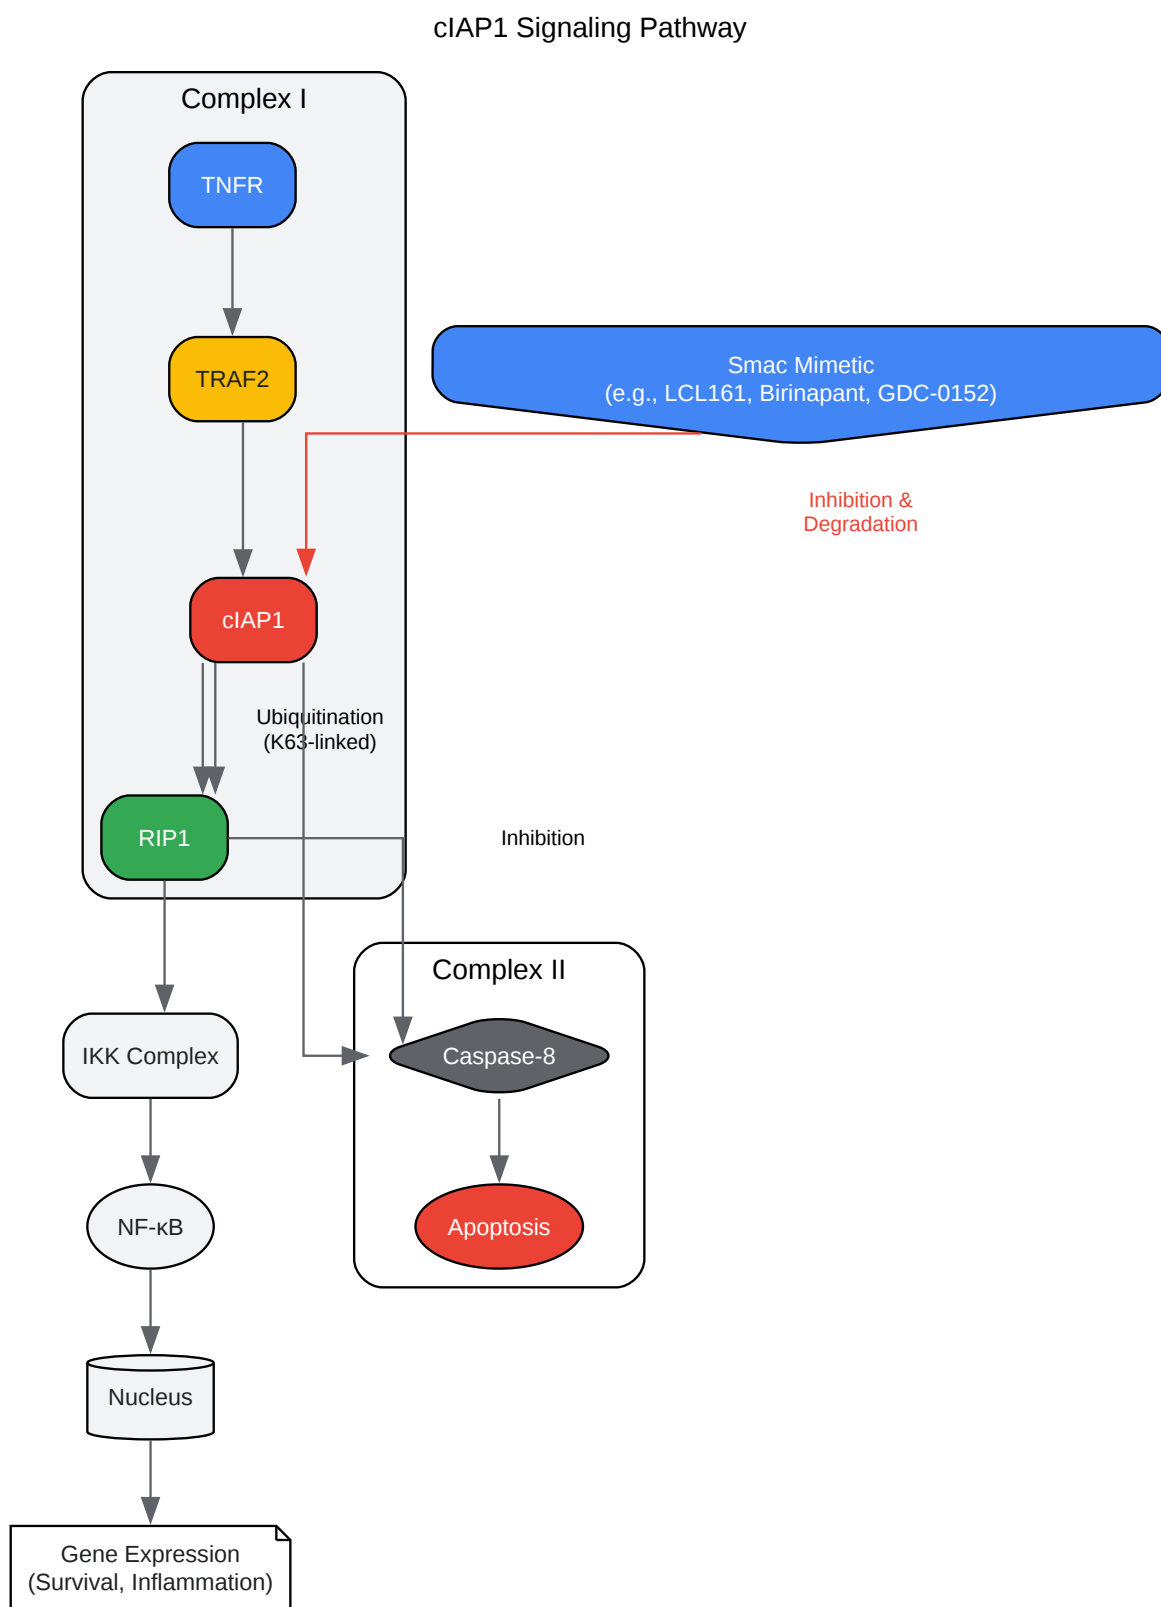 cIAP1 Signaling Pathway
Complex I
TNFR
TRAF2
Smac Mimetic
(e.g., LCL161, Birinapant, GDC-0152)
Inhibition &
Degradation
cIAP1
Ubiquitination
(K63-linked)
RIP1
Inhibition
Complex II
IKK Complex
Caspase-8
NF-κB
Apoptosis
Nucleus
Gene Expression
(Survival, Inflammation)